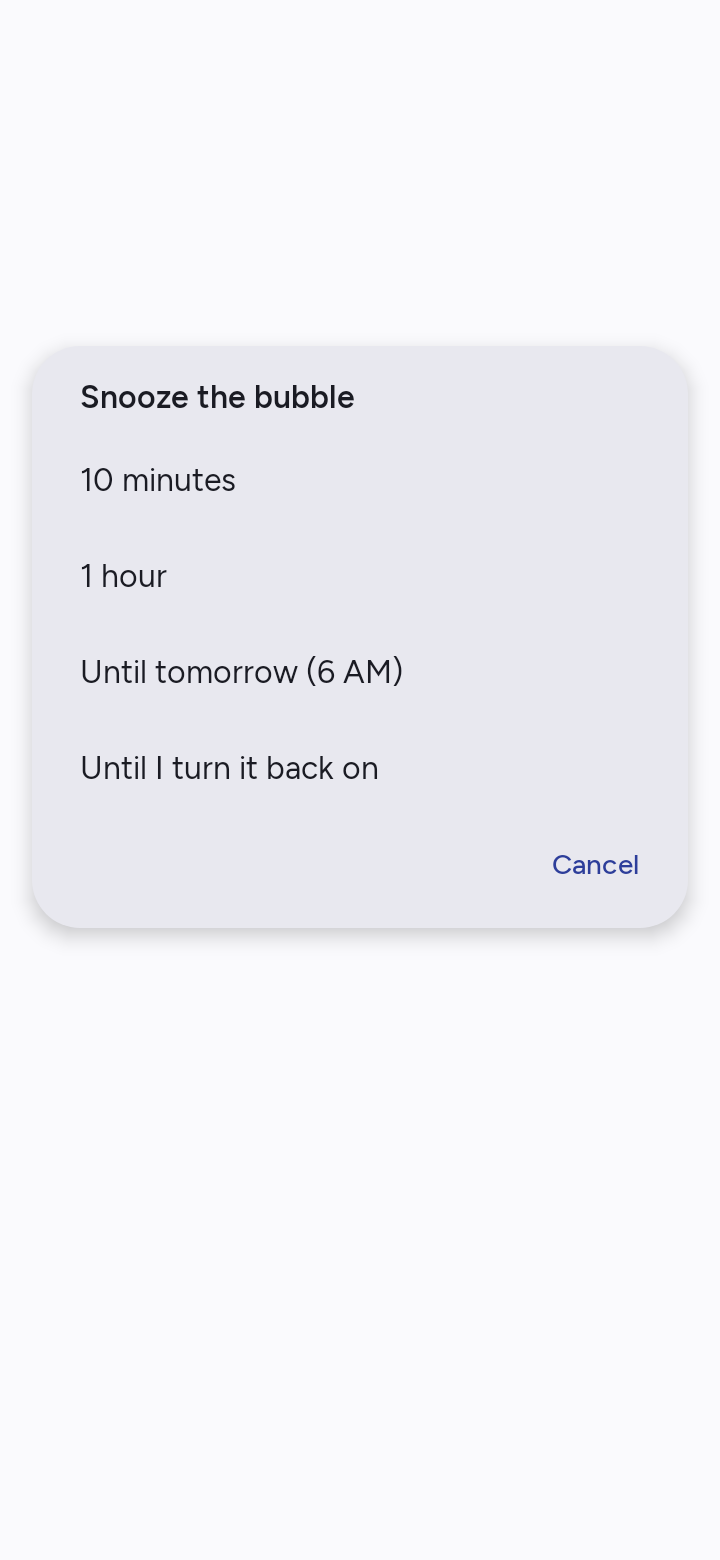 Snooze the bubble
10 minutes
1 hour
Until tomorrow (6 AM)
Until I turn it back on
Cancel